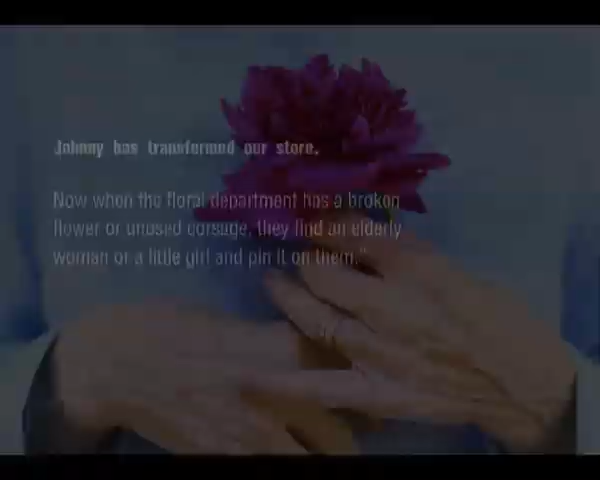 Johnny has transformed our store.
Now when the floral department has a broken
flower or unused corsage, they find an elderly
woman or a little girl and pin it on them."